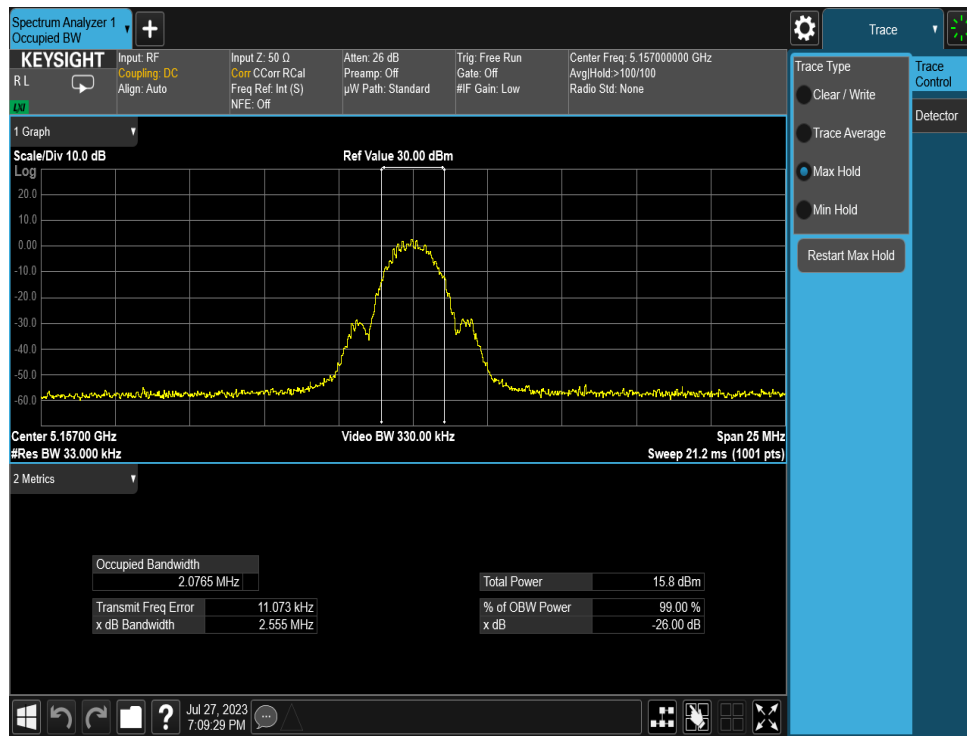 Spectrum Analyzer 1
Occupied BW
+
Trace
KEYSIGHT
RL
LXI
Input: RF
Coupling: DC
Align: Auto
Input Z: 50 Ω
Corr CCorr RCal
Freq Ref: Int (S)
NFE: Off
Atten: 26 dB
Preamp: Off
µW Path: Standard
Trig: Free Run
Gate: Off
#IF Gain: Low
Center Freq: 5.157000000 GHz
Avg|Hold:>100/100
Radio Std: None
Trace Type
Clear / Write
Trace Average
Max Hold
Min Hold
Restart Max Hold
Trace
Control
Detector
1 Graph
Scale/Div 10.0 dB
Ref Value 30.00 dBm
Log
20.0
10.0
0.00
-10.0
-20.0
-30.0
-40.0
-50.0
-60.0
Center 5.15700 GHz
Video BW 330.00 kHz
Span 25 MHz
#Res BW 33.000 kHz
Sweep 21.2 ms (1001 pts)
2 Metrics
Occupied Bandwidth
2.0765 MHz
Total Power 15.8 dBm
Transmit Freq Error 11.073 kHz
% of OBW Power 99.00 %
x dB Bandwidth 2.555 MHz
x dB -26.00 dB
?
Jul 27, 2023
7:09:29 PM